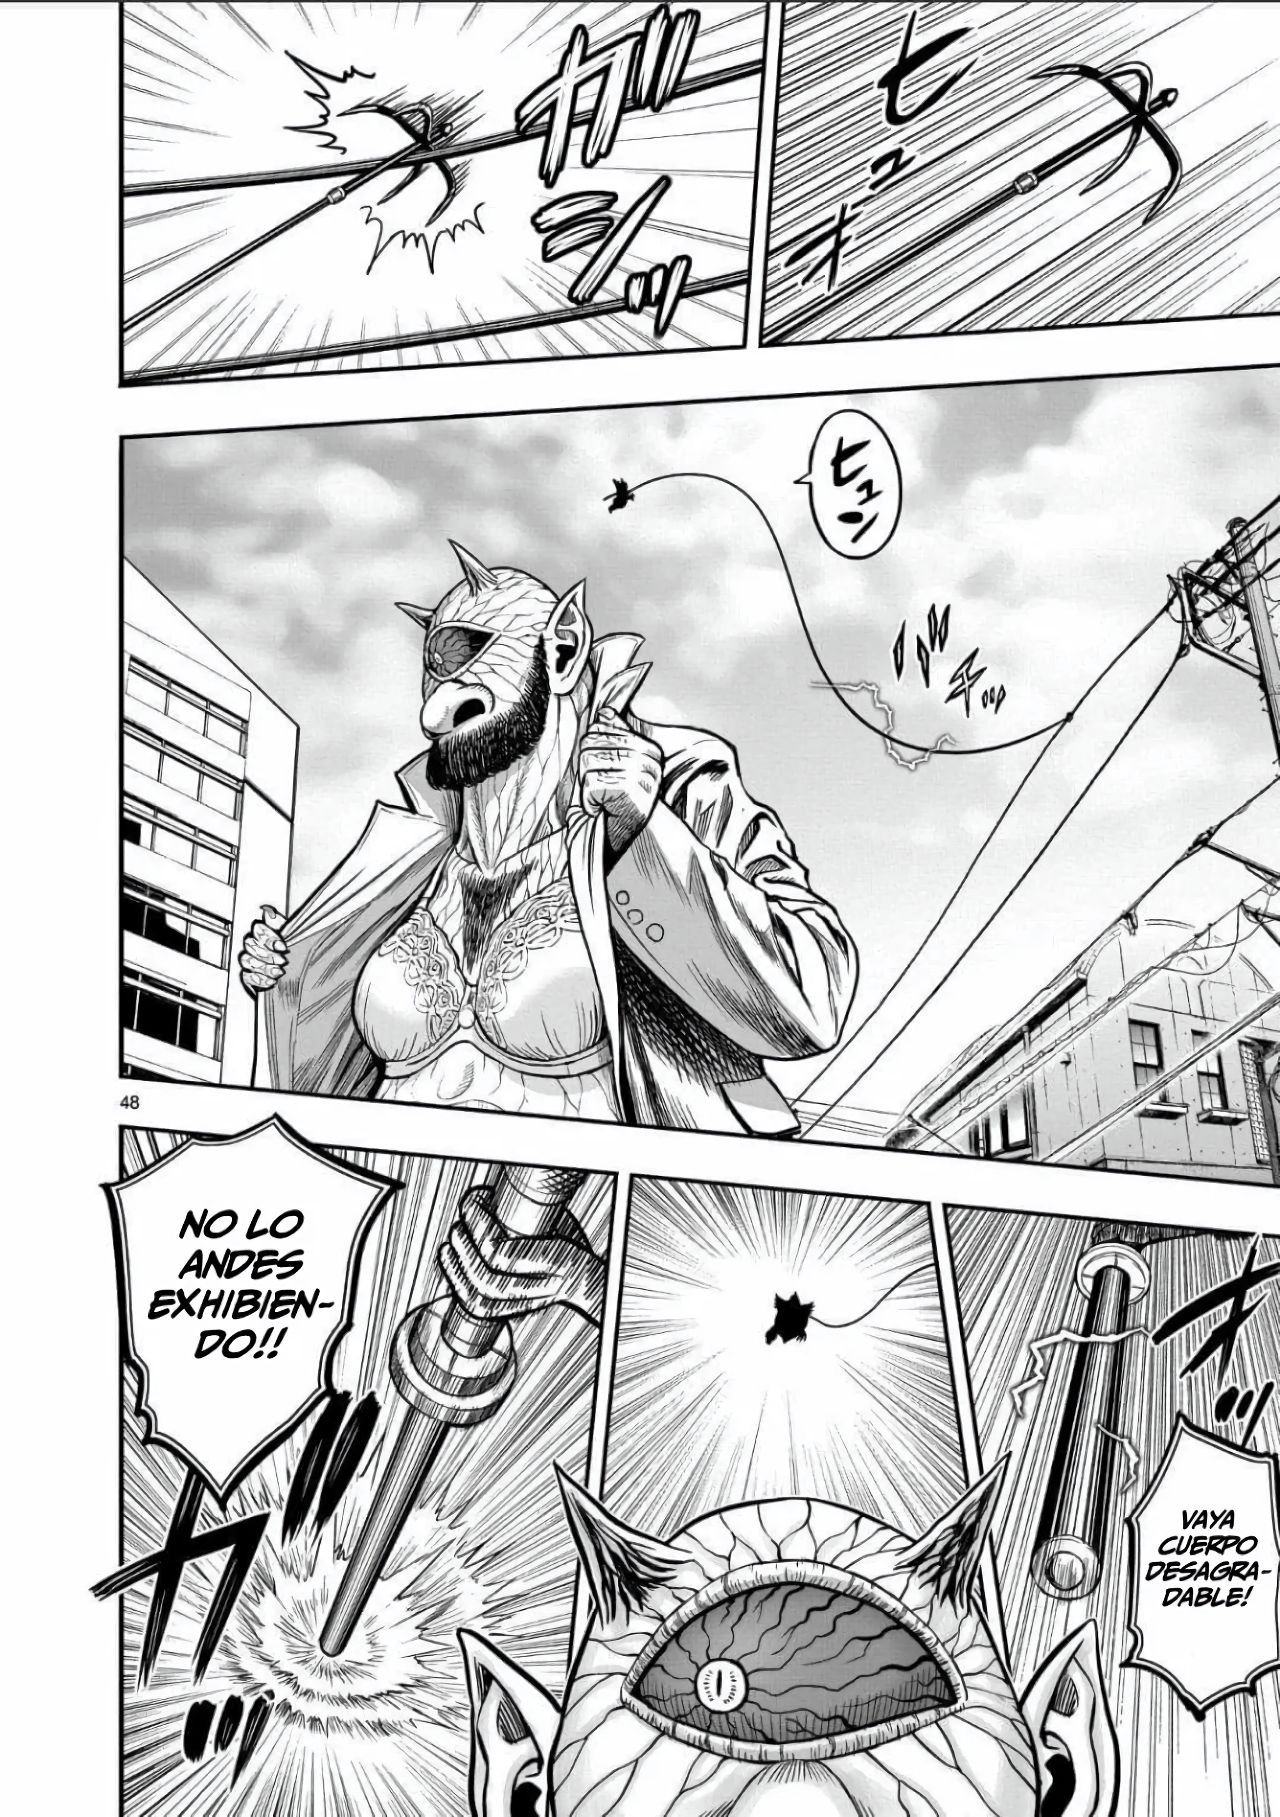 ヒュオ
ガシッ
ヒュン
バチ
48
VAYA
CUERPO
DESAGRA-
DABLE!
NO LO
ANDES
EXHIBIEN-
DO!!